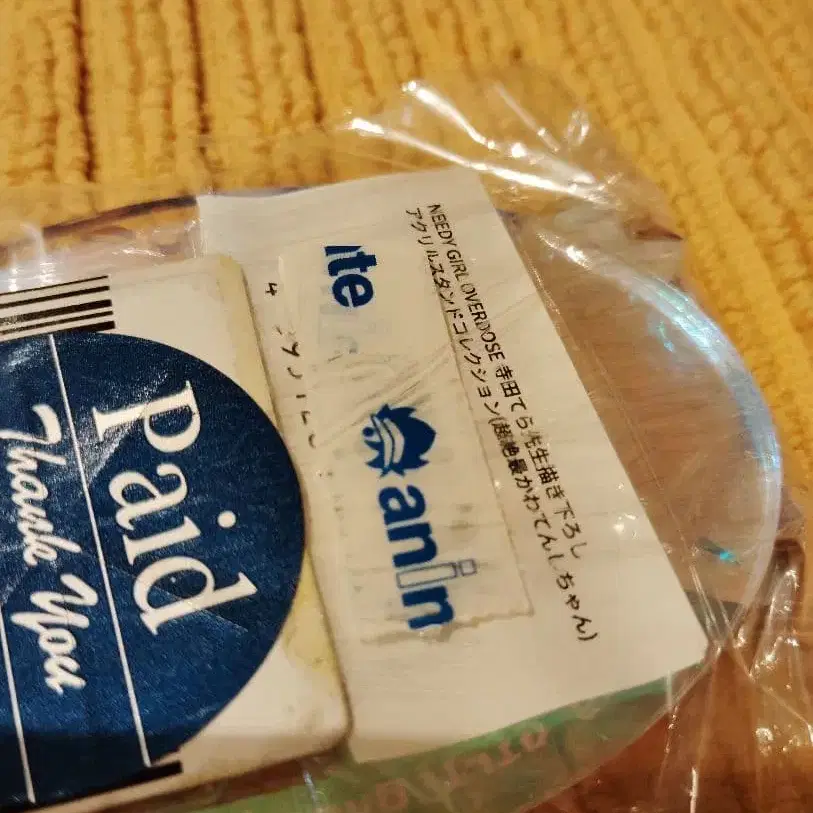 NEEDY GIRL OVERDOSE 寺田てら先生描き下ろし
アクリルスタンドコレクション(超絶最かわてんしちゃん)
ate
anim
Paid
Thank You